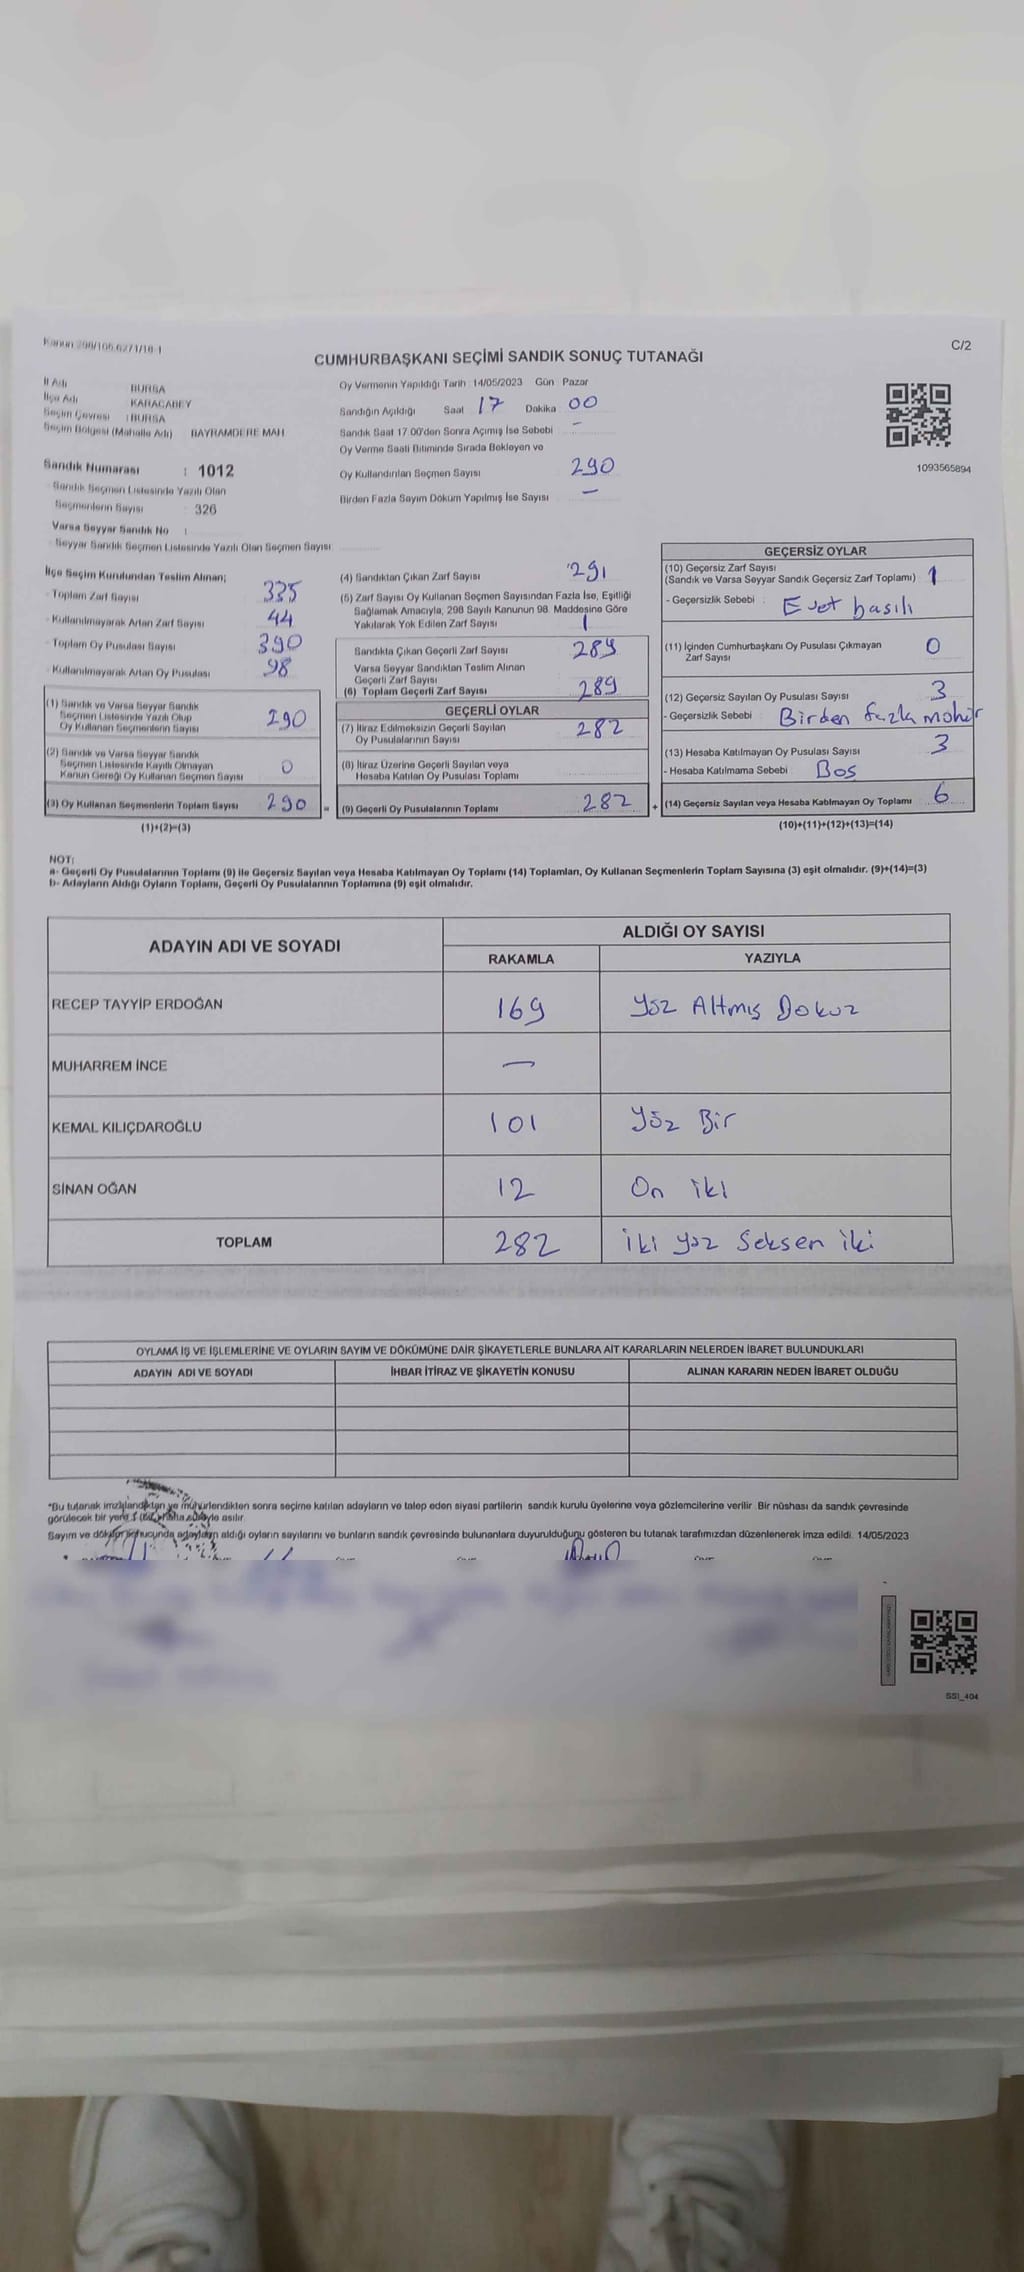 Kanun 298/106.6271/18-1
C/2
CUMHURBAŞKANI SEÇİMİ SANDIK SONUÇ TUTANAĞI
İl Adı BURSA
İlçe Adı KARACABEY
Seçim Çevresi : BURSA
Seçim Bölgesi (Mahalle Adı) BAYRAMDERE MAH
Sandık Numarası : 1012
- Sandık Seçmen Listesinde Yazılı Olan
Seçmenlerin Sayısı 326
Varsa Seyyar Sandık No :
- Seyyar Sandık Seçmen Listesinde Yazılı Olan Seçmen Sayısı
Oy Vermenin Yapıldığı Tarih 14/05/2023 Gün Pazar
Sandığın Açıldığı Saat 17 Dakika 00
Sandık Saat 17.00'den Sonra Açımış İse Sebebi -
Oy Verme Saati Bitiminde Sırada Bekleyen ve
Oy Kullandırılan Seçmen Sayısı 290
Birden Fazla Sayım Döküm Yapılmış İse Sayısı -
1093565894
İlçe Seçim Kurulundan Teslim Alınan;
- Toplam Zarf Sayısı 335
- Kullanılmayarak Artan Zarf Sayısı 44
- Toplam Oy Pusulası Sayısı 390
- Kullanılmayarak Artan Oy Pusulası 98
(1) Sandık ve Varsa Seyyar Sandık
Seçmen Listesinde Yazılı Olup
Oy Kullanan Seçmenlerin Sayısı 290
(2) Sandık ve Varsa Seyyar Sandık
Seçmen Listesinde Kayıtlı Olmayan
Kanun Gereği Oy Kullanan Seçmen Sayısı 0
(3) Oy Kullanan Seçmenlerin Toplam Sayısı 290 =
(1)+(2)=(3)
(4) Sandıktan Çıkan Zarf Sayısı 291
(5) Zarf Sayısı Oy Kullanan Seçmen Sayısından Fazla İse, Eşitliği
Sağlamak Amacıyla, 298 Sayılı Kanunun 98. Maddesine Göre
Yakılarak Yok Edilen Zarf Sayısı 1
Sandıkta Çıkan Geçerli Zarf Sayısı 289
Varsa Seyyar Sandıktan Teslim Alınan
Geçerli Zarf Sayısı
(6) Toplam Geçerli Zarf Sayısı 289
GEÇERLİ OYLAR
(7) İtiraz Edilmeksizin Geçerli Sayılan
Oy Pusulalarının Sayısı 282
(8) İtiraz Üzerine Geçerli Sayılan veya
Hesaba Katılan Oy Pusulası Toplamı
(9) Geçerli Oy Pusulalarının Toplamı 282 +
GEÇERSİZ OYLAR
(10) Geçersiz Zarf Sayısı
(Sandık ve Varsa Seyyar Sandık Geçersiz Zarf Toplamı) 1
- Geçersizlik Sebebi : Evet basılı
(11) İçinden Cumhurbaşkanı Oy Pusulası Çıkmayan
Zarf Sayısı 0
(12) Geçersiz Sayılan Oy Pusulası Sayısı 3
- Geçersizlik Sebebi : Birden fazla mohür
(13) Hesaba Katılmayan Oy Pusulası Sayısı 3
- Hesaba Katılmama Sebebi Bos
(14) Geçersiz Sayılan veya Hesaba Katılmayan Oy Toplamı 6
(10)+(11)+(12)+(13)=(14)
NOT:
a- Geçerli Oy Pusulalarının Toplamı (9) ile Geçersiz Sayılan veya Hesaba Katılmayan Oy Toplamı (14) Toplamları, Oy Kullanan Seçmenlerin Toplam Sayısına (3) eşit olmalıdır. (9)+(14)=(3)
b- Adayların Aldığı Oyların Toplamı, Geçerli Oy Pusulalarının Toplamına (9) eşit olmalıdır.
ADAYIN ADI VE SOYADI ALDIĞI OY SAYISI
RAKAMLA YAZIYLA
RECEP TAYYİP ERDOĞAN 169 Yöz Altmış Dokuz
MUHARREM İNCE —
KEMAL KILIÇDAROĞLU 101 Yöz Bir
SİNAN OĞAN 12 On iki
TOPLAM 282 iki yöz Seksen iki
OYLAMA İŞ VE İŞLEMLERİNE VE OYLARIN SAYIM VE DÖKÜMÜNE DAİR ŞİKAYETLERLE BUNLARA AİT KARARLARIN NELERDEN İBARET BULUNDUKLARI
ADAYIN ADI VE SOYADI İHBAR İTİRAZ VE ŞİKAYETİN KONUSU ALINAN KARARIN NEDEN İBARET OLDUĞU
"Bu tutanak imzalandıktan ve mühürlendikten sonra seçime katılan adayların ve talep eden siyasi partilerin sandık kurulu üyelerine veya gözlemcilerine verilir. Bir nüshası da sandık çevresinde
görülecek bir yere 1 (bir) hafta süreyle asılır.
Sayım ve döküm sonucunda adayların aldığı oyların sayılarını ve bunların sandık çevresinde bulunanlara duyurulduğunu gösteren bu tutanak tarafımızdan düzenlenerek imza edildi. 14/05/2023
SSI_404